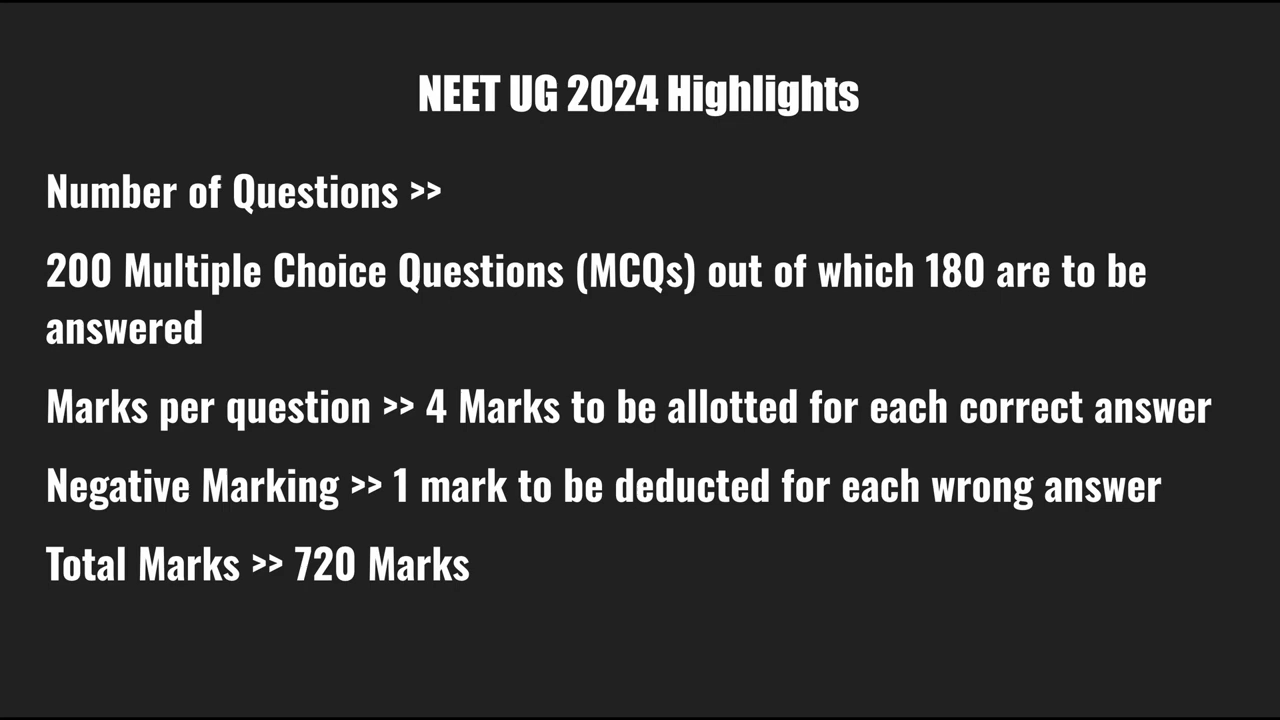 NEET UG 2024 Highlights
Number of Questions >>
200 Multiple Choice Questions (MCQs) out of which 180 are to be
answered
Marks per question >> 4 Marks to be allotted for each correct answer
Negative Marking >> 1 mark to be deducted for each wrong answer
Total Marks >> 720 Marks